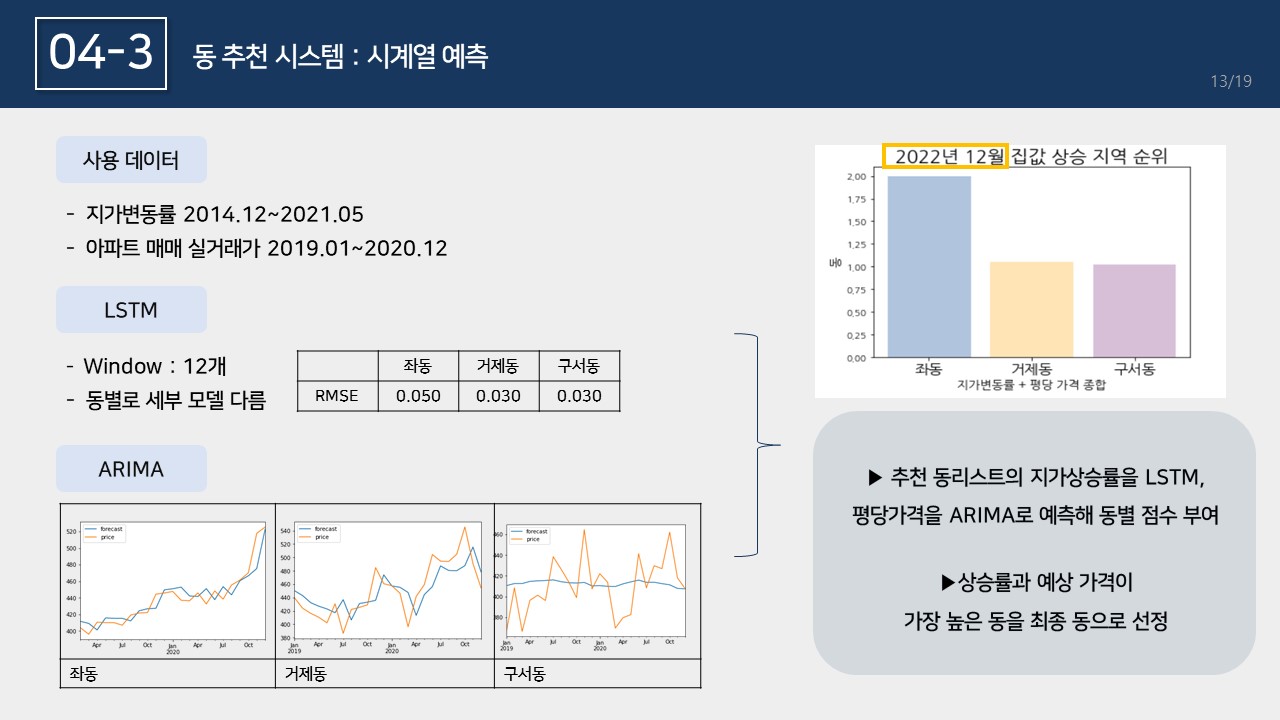 04-3
동 추천 시스템 : 시계열 예측
13/19
사용 데이터
- 지가변동률 2014.12~2021.05
- 아파트 매매 실거래가 2019.01~2020.12
LSTM
- Window : 12개
- 동별로 세부 모델 다름
좌동 거제동 구서동
RMSE 0.050 0.030 0.030
ARIMA
forecast
price
520
500
480
460
440
420
400
Apr Jul Oct Jan Apr Jul Oct
2020
좌동
forecast
price
540
520
500
480
460
440
420
400
380
Jan Apr Jul Oct Jan Apr Jul Oct
2019 2020
거제동
forecast
price
460
440
420
400
380
Jan Apr Jul Oct Jan Apr Jul Oct
2019 2020
구서동
2022년 12월 집값 상승 지역 순위
2.00
1.75
1.50
1.25
1.00
0.75
0.50
0.25
0.00
동
좌동 거제동 구서동
지가변동률 + 평당 가격 종합
▶ 추천 동리스트의 지가상승률을 LSTM,
평당가격을 ARIMA로 예측해 동별 점수 부여
▶상승률과 예상 가격이
가장 높은 동을 최종 동으로 선정